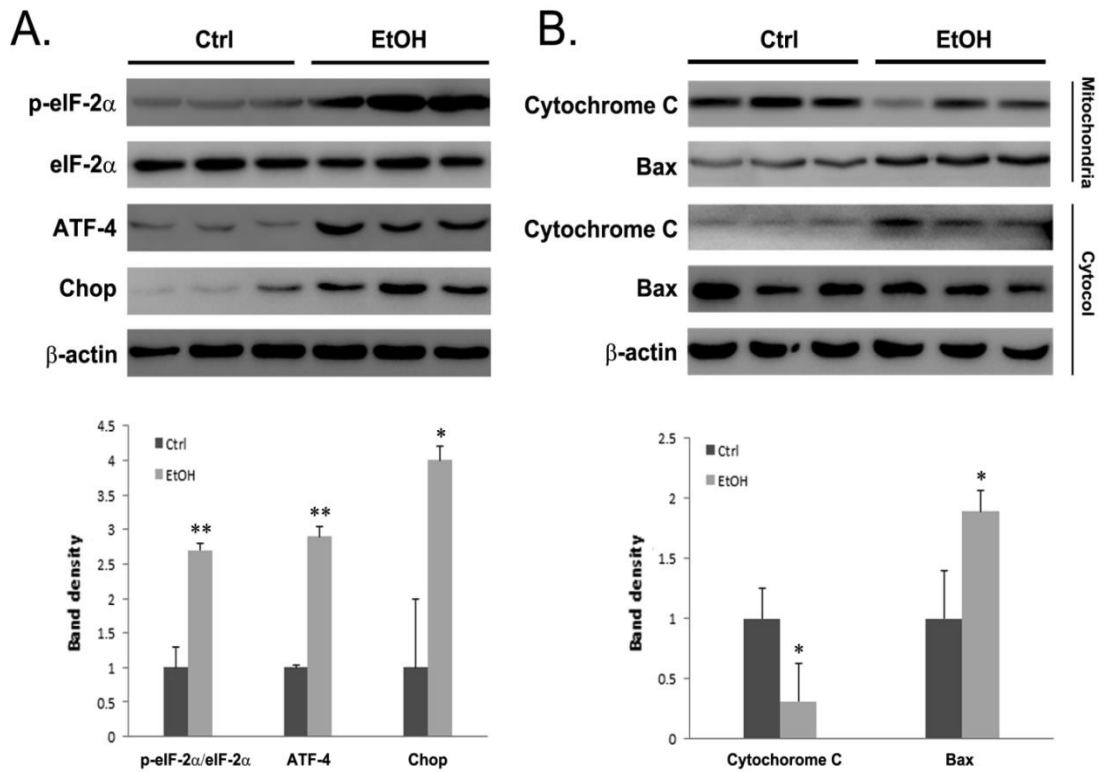 A.
Ctrl EtOH
p-eIF-2α
eIF-2α
ATF-4
Chop
β-actin
4.5
4
3.5
3
2.5
2
1.5
1
0.5
0
Band density
Ctrl
EtOH
**
**
*
p-eIF-2α/eIF-2α ATF-4 Chop
B.
Ctrl EtOH
Cytochrome C
Bax
Mitochondria
Cytochrome C
Bax
β-actin
Cytocol
2.5
2
1.5
1
0.5
0
Band density
Ctrl
EtOH
*
*
Cytochorome C Bax